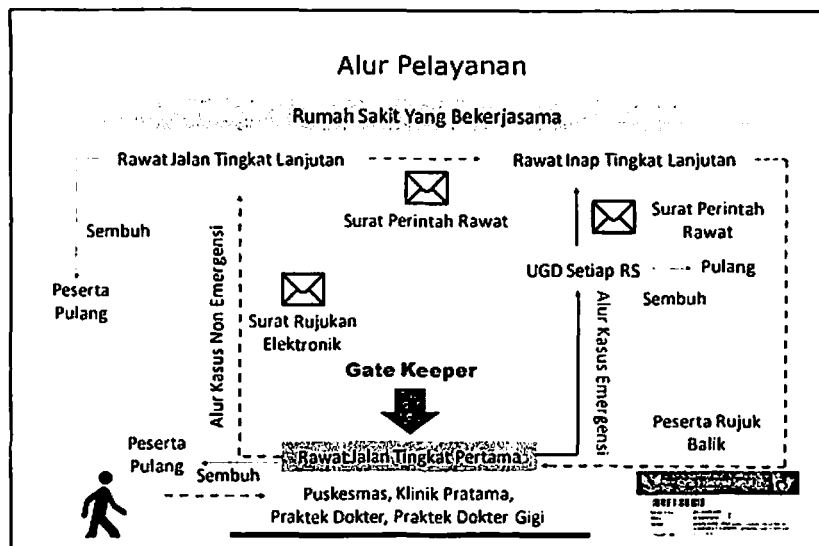 Alur Pelayanan
Rumah Sakit Yang Bekerjasama
Rawat Jalan Tingkat Lanjutan
Rawat Inap Tingkat Lanjutan
Surat Perintah Rawat
Surat Perintah
Rawat
Sembuh
Peserta
Pulang
Alur Kasus Non Emergensi
Surat Rujukan
Elektronik
UGD Setiap RS
Pulang
Sembuh
Alur Kasus Emergensi
Gate Keeper
Peserta Rujuk
Balik
Peserta
Pulang
Sembuh
Rawat Jalan Tingkat Pertama
Puskesmas, Klinik Pratama,
Praktek Dokter, Praktek Dokter Gigi